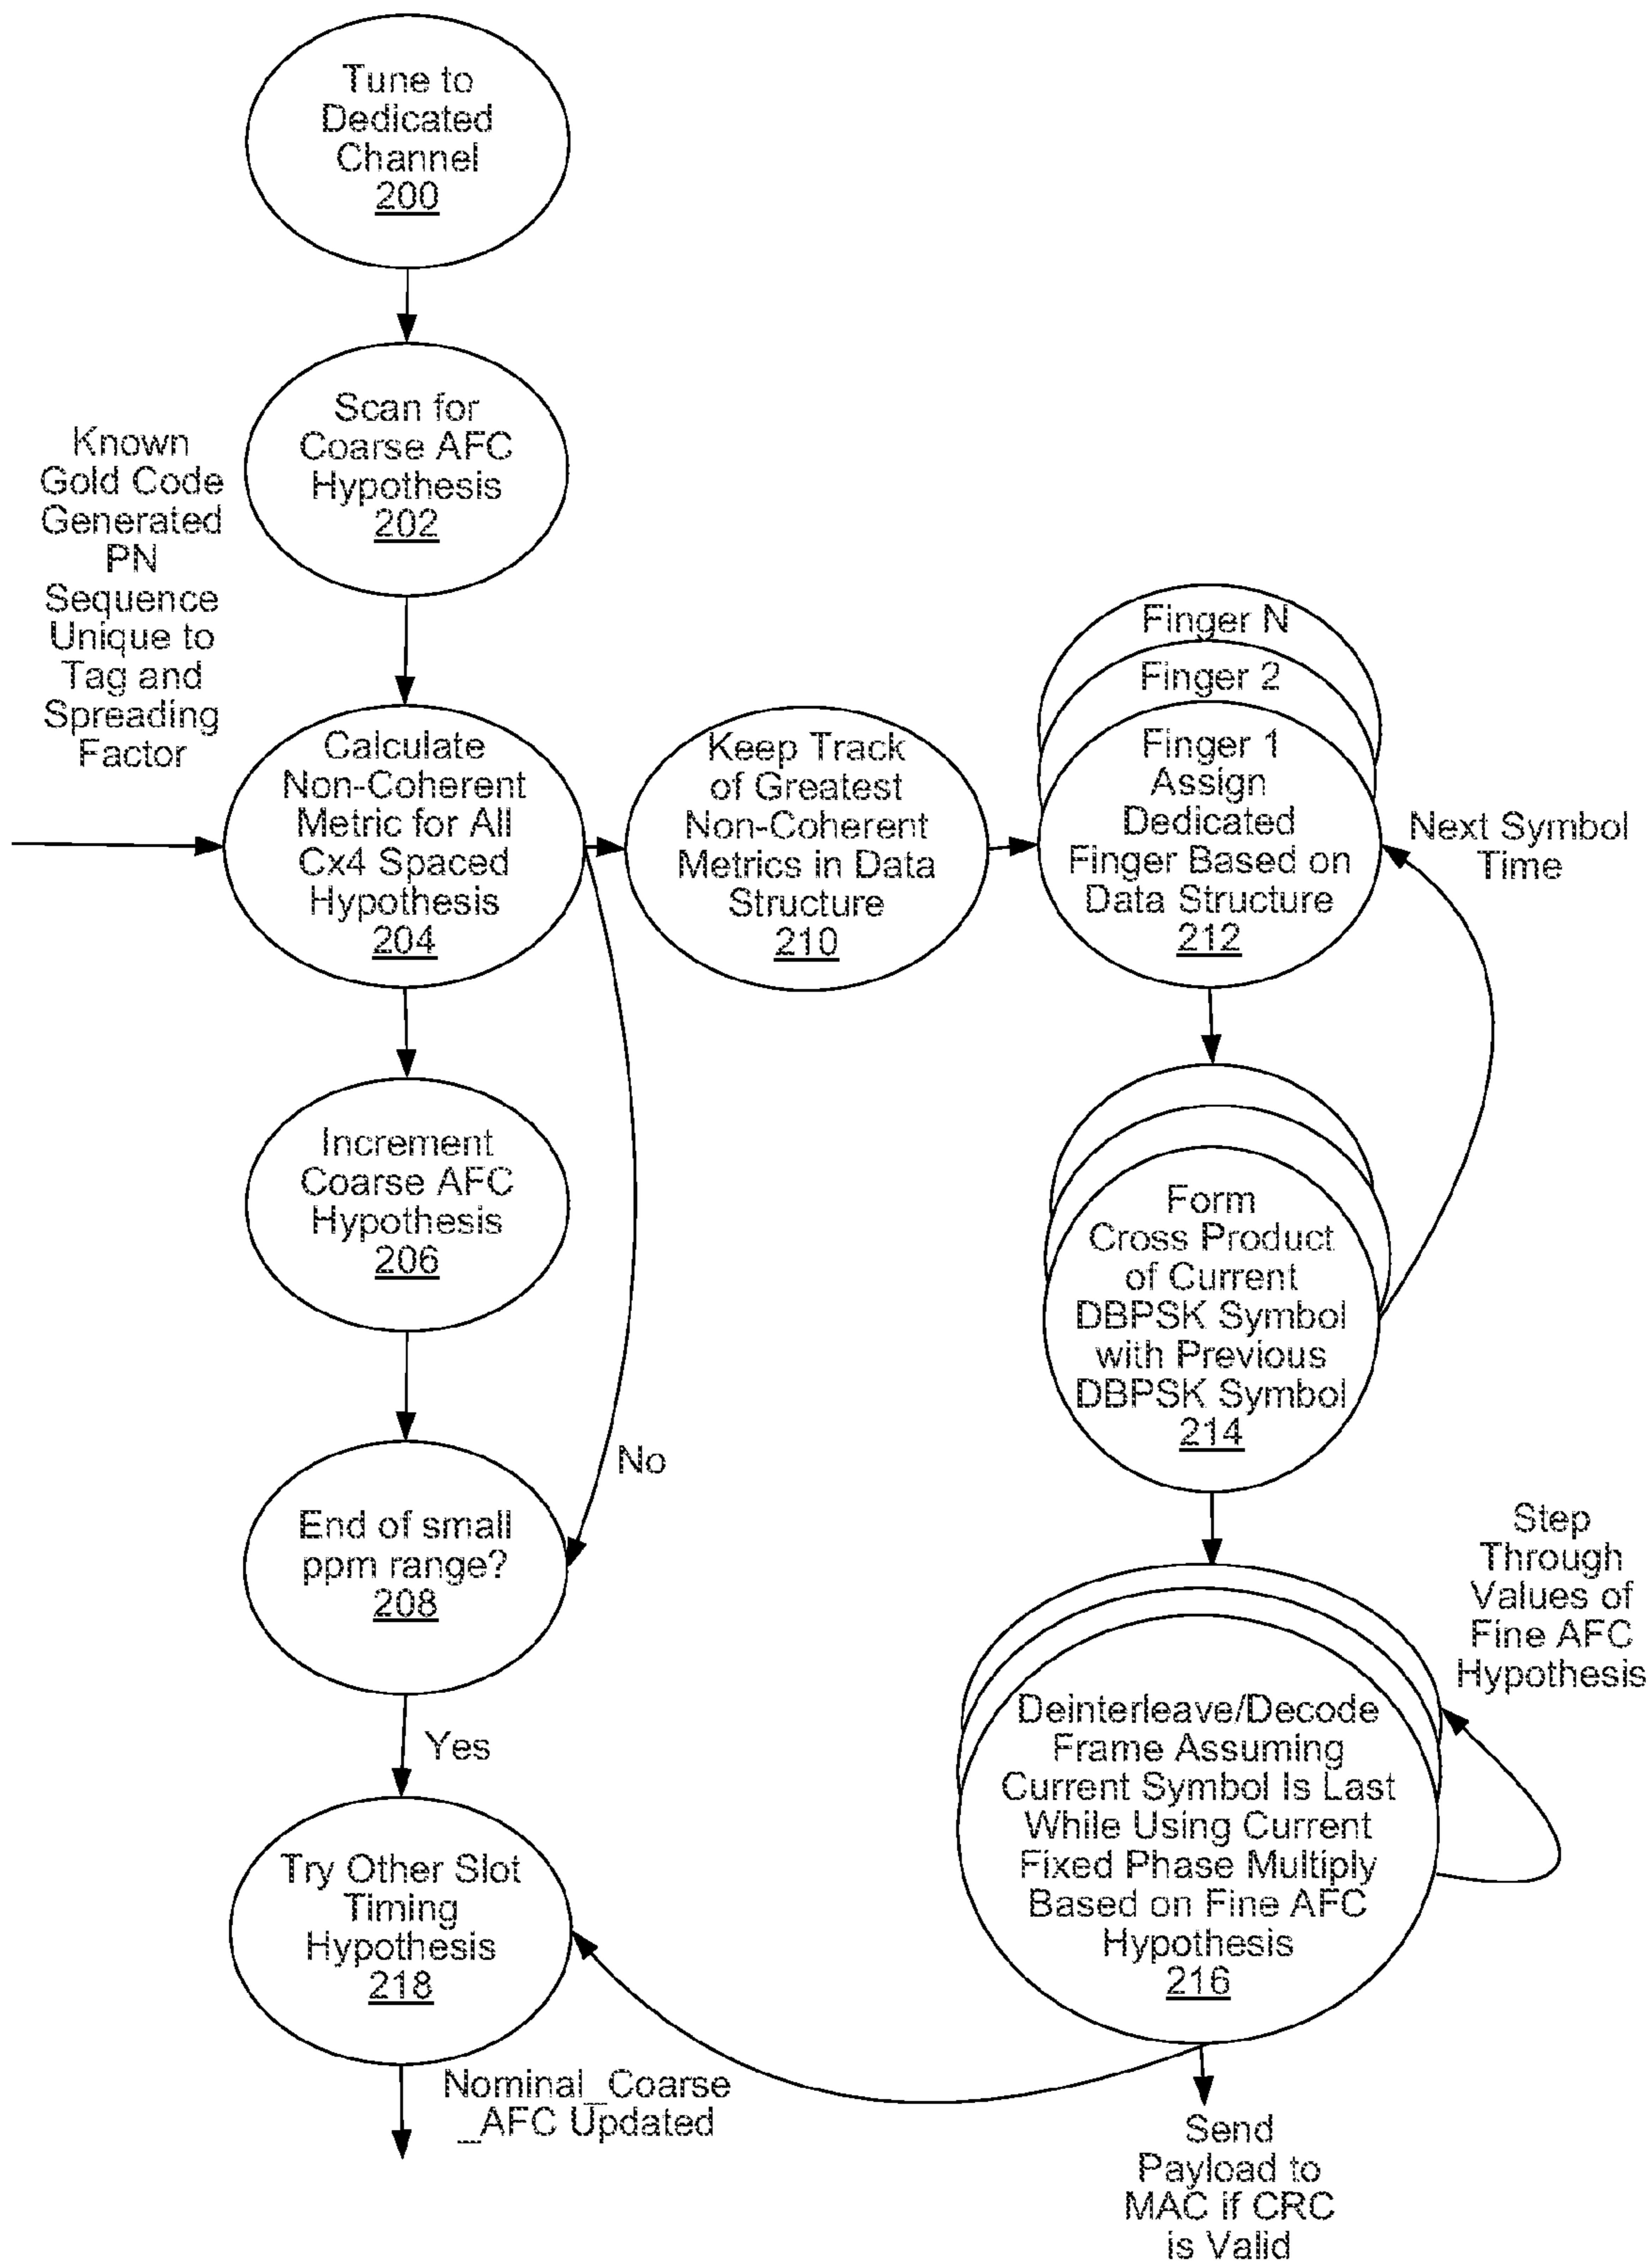 Tune to
Dedicated
Channel
200
Scan for
Coarse AFC
Hypothesis
202
Known
Gold Code
Generated
PN
Sequence
Unique to
Tag and
Spreading
Factor
Calculate
Non-Coherent
Metric for All
Cx4 Spaced
Hypothesis
204
Keep Track
of Greatest
Non-Coherent
Metrics in Data
Structure
210
Finger N
Finger 2
Finger 1
Assign
Dedicated
Finger Based on
Data Structure
212
Next Symbol
Time
Increment
Coarse AFC
Hypothesis
206
Form
Cross Product
of Current
DBPSK Symbol
with Previous
DBPSK Symbol
214
No
End of small
ppm range?
208
Yes
Step
Through
Values of
Fine AFC
Hypothesis
Deinterleave/Decode
Frame Assuming
Current Symbol Is Last
While Using Current
Fixed Phase Multiply
Based on Fine AFC
Hypothesis
216
Try Other Slot
Timing
Hypothesis
218
Nominal_Coarse
_AFC Updated
Send
Payload to
MAC if CRC
is Valid